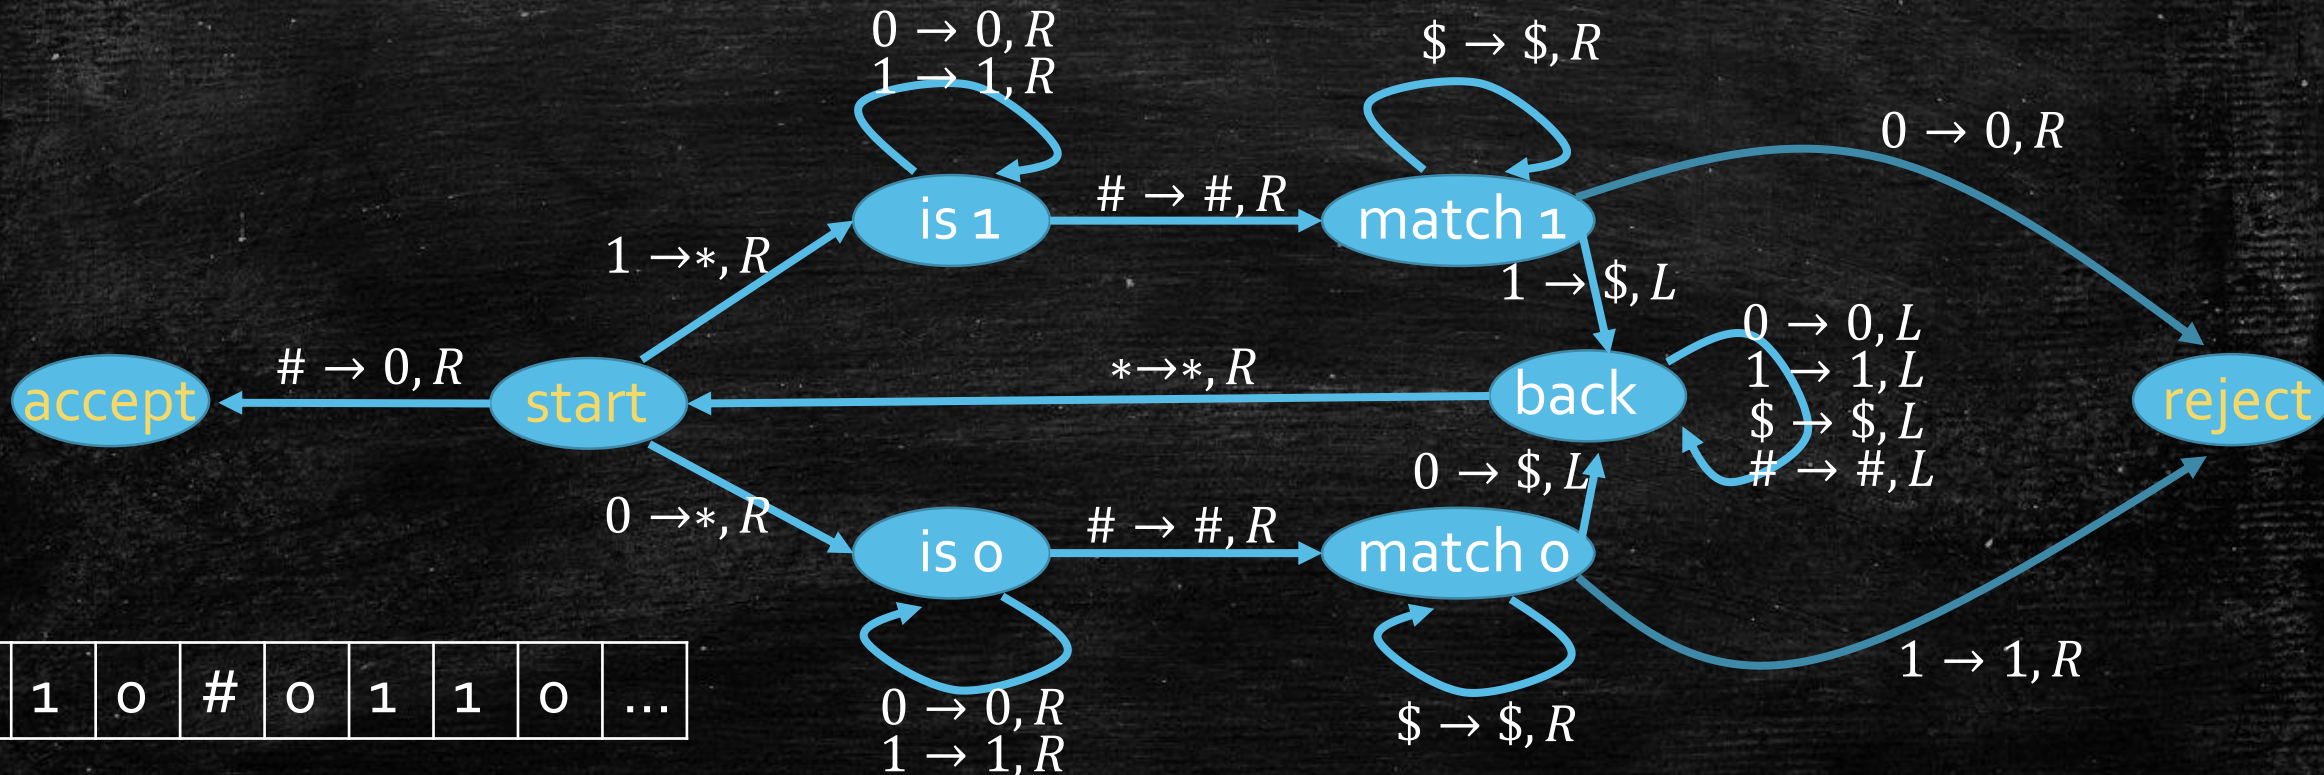 0 → 0, R
1 → 1, R
$ → $, R
0 → 0, R
is 1
# → #, R
match 1
1 →*, R
1 → $, L
accept
# → 0, R
start
*→*, R
back
0 → 0, L
1 → 1, L
$ → $, L
# → #, L
reject
0 →*, R
0 → $, L
is 0
# → #, R
match 0
0 → 0, R
1 → 1, R
$ → $, R
1 → 1, R
1 0 # 0 1 1 0 ...